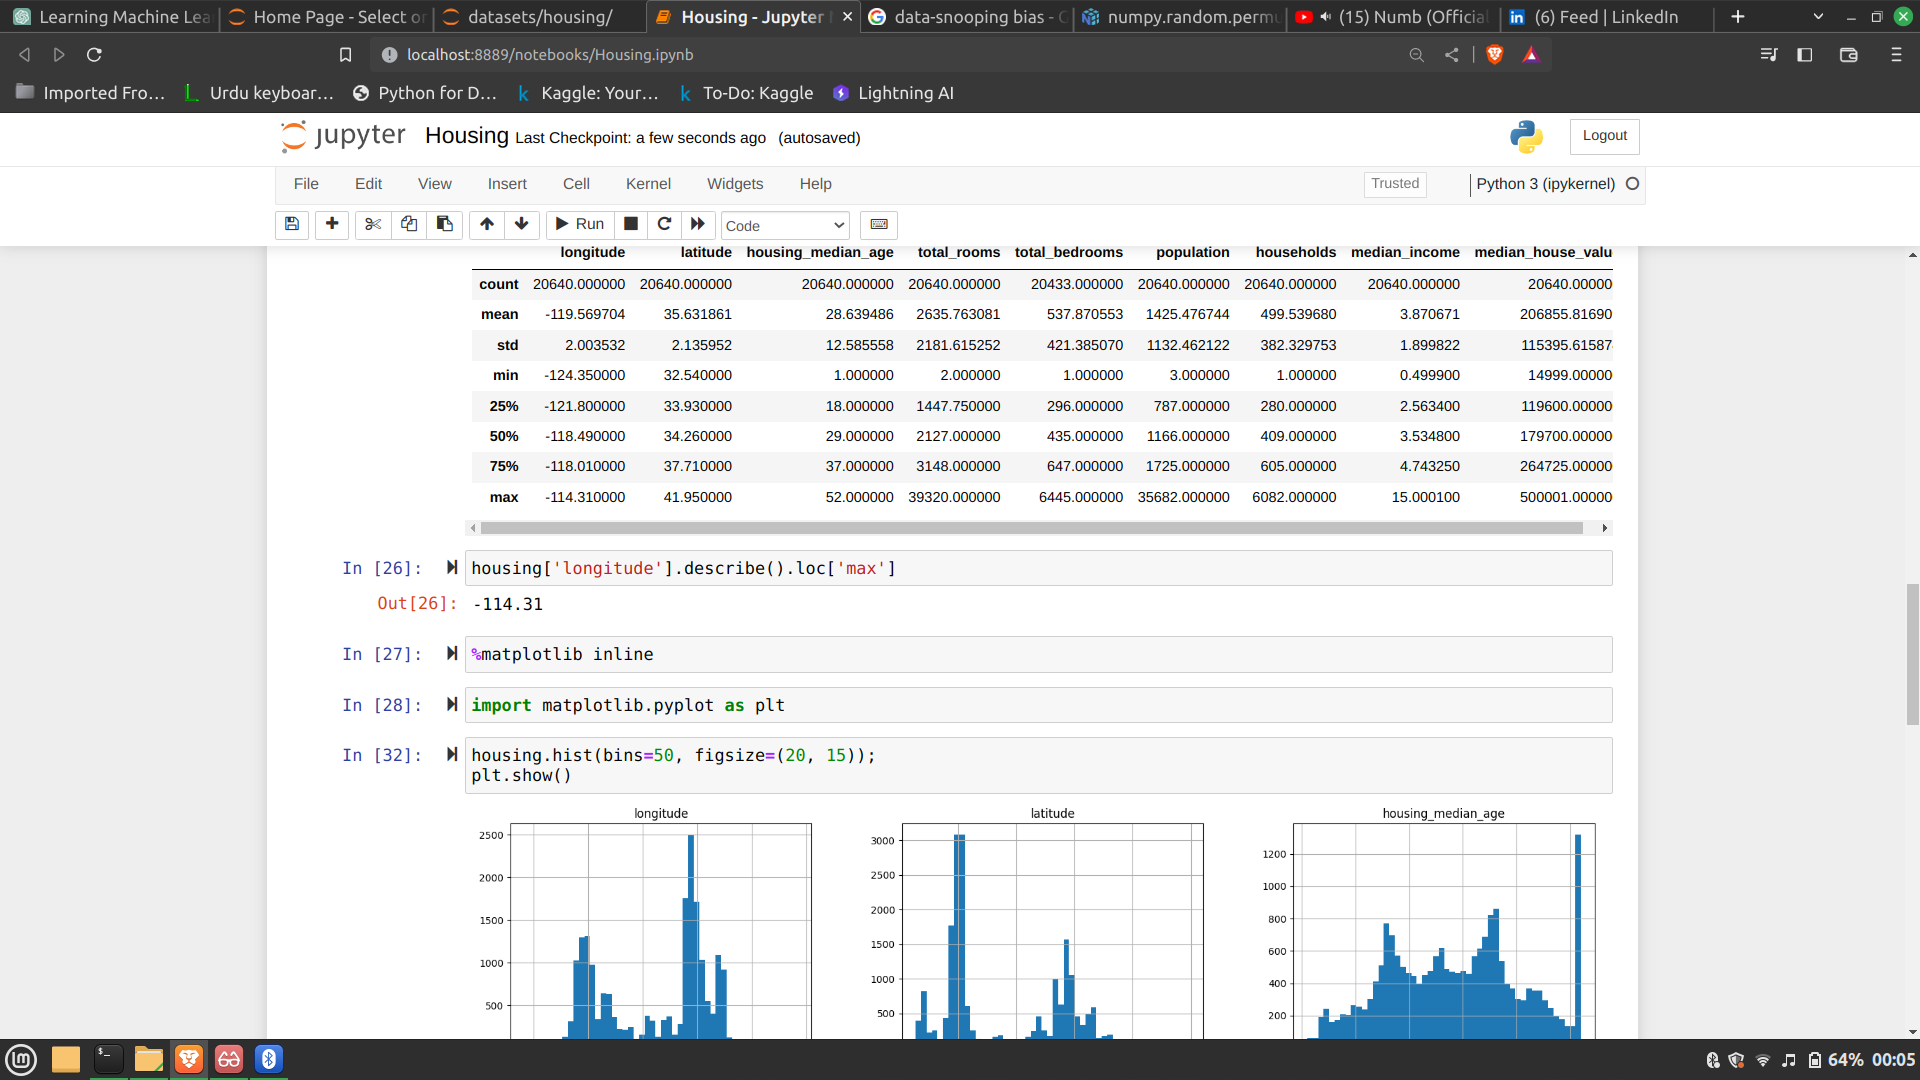 Learning Machine Lea
Home Page - Select or
datasets/housing/
Housing - Jupyter
data-snooping bias -
numpy.random.permu
(15) Numb (Official
(6) Feed | LinkedIn
localhost:8889/notebooks/Housing.ipynb
Imported Fro...
Urdu keyboar...
Python for D...
Kaggle: Your...
To-Do: Kaggle
Lightning AI
jupyter Housing Last Checkpoint: a few seconds ago (autosaved)
Logout
File Edit View Insert Cell Kernel Widgets Help
Trusted
Python 3 (ipykernel)
Run
Code
longitude latitude housing_median_age total_rooms total_bedrooms population households median_income median_house_valu
count 20640.000000 20640.000000 20640.000000 20640.000000 20433.000000 20640.000000 20640.000000 20640.000000 20640.00000
mean -119.569704 35.631861 28.639486 2635.763081 537.870553 1425.476744 499.539680 3.870671 206855.81690
std 2.003532 2.135952 12.585558 2181.615252 421.385070 1132.462122 382.329753 1.899822 115395.61587
min -124.350000 32.540000 1.000000 2.000000 1.000000 3.000000 1.000000 0.499900 14999.00000
25% -121.800000 33.930000 18.000000 1447.750000 296.000000 787.000000 280.000000 2.563400 119600.00000
50% -118.490000 34.260000 29.000000 2127.000000 435.000000 1166.000000 409.000000 3.534800 179700.00000
75% -118.010000 37.710000 37.000000 3148.000000 647.000000 1725.000000 605.000000 4.743250 264725.00000
max -114.310000 41.950000 52.000000 39320.000000 6445.000000 35682.000000 6082.000000 15.000100 500001.00000
In [26]: housing['longitude'].describe().loc['max']
Out[26]: -114.31
In [27]: %matplotlib inline
In [28]: import matplotlib.pyplot as plt
In [32]: housing.hist(bins=50, figsize=(20, 15));
plt.show()
longitude
2500
2000
1500
1000
500
latitude
3000
2500
2000
1500
1000
500
housing_median_age
1200
1000
800
600
400
200
64% 00:05